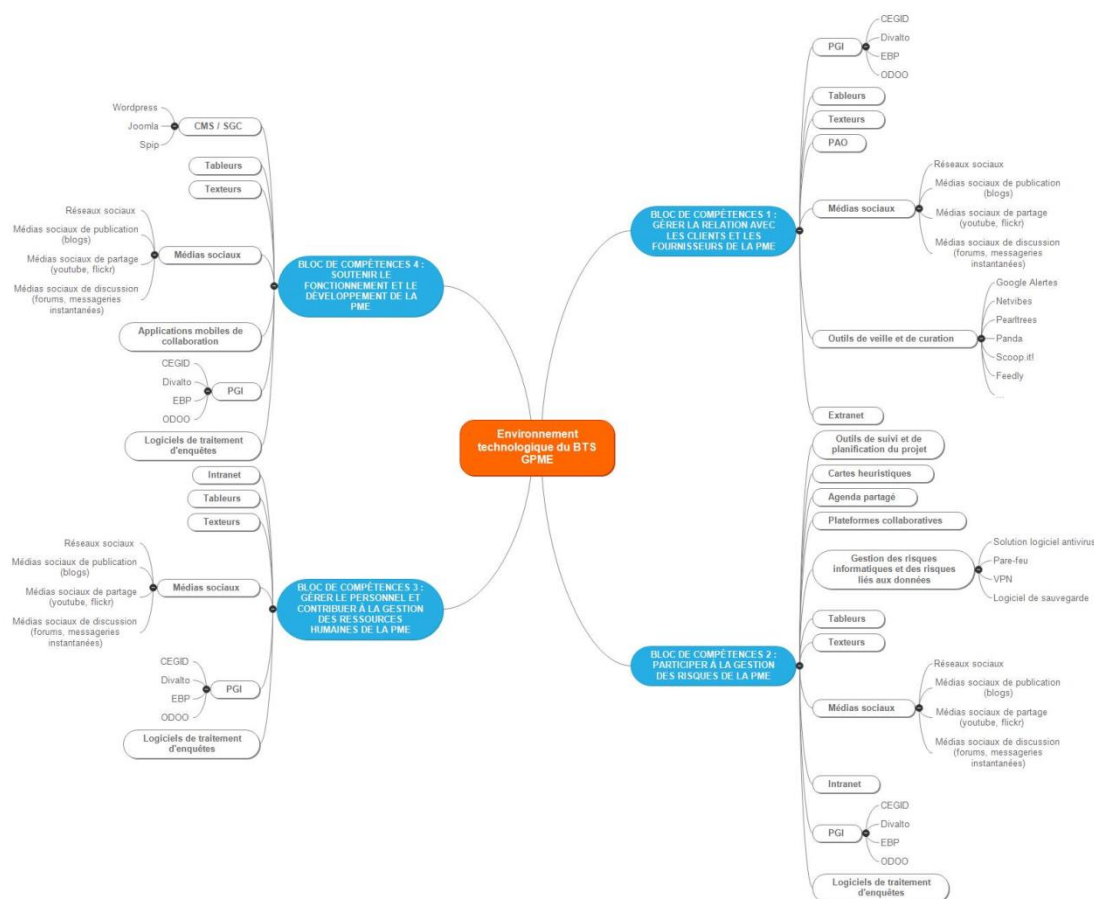 Environnement
technologique du BTS
GPME
BLOC DE COMPÉTENCES 1 :
GÉRER LA RELATION AVEC
LES CLIENTS ET LES
FOURNISSEURS DE LA PME
PGI
CEGID
Divalto
EBP
ODOO
Tableurs
Texteurs
PAO
Médias sociaux
Réseaux sociaux
Médias sociaux de publication
(blogs)
Médias sociaux de partage
(youtube, flickr)
Médias sociaux de discussion
(forums, messageries
instantanées)
Outils de veille et de curation
Google Alertes
Netvibes
Pearltrees
Panda
Scoop.it!
Feedly
...
Extranet
BLOC DE COMPÉTENCES 2 :
PARTICIPER À LA GESTION
DES RISQUES DE LA PME
Outils de suivi et de
planification du projet
Cartes heuristiques
Agenda partagé
Plateformes collaboratives
Gestion des risques
informatiques et des risques
liés aux données
Solution logiciel antivirus
Pare-feu
VPN
Logiciel de sauvegarde
Tableurs
Texteurs
Médias sociaux
Réseaux sociaux
Médias sociaux de publication
(blogs)
Médias sociaux de partage
(youtube, flickr)
Médias sociaux de discussion
(forums, messageries
instantanées)
Intranet
PGI
CEGID
Divalto
EBP
ODOO
Logiciels de traitement
d'enquêtes
BLOC DE COMPÉTENCES 3 :
GÉRER LE PERSONNEL ET
CONTRIBUER À LA GESTION
DES RESSOURCES
HUMAINES DE LA PME
Intranet
Tableurs
Texteurs
Médias sociaux
Réseaux sociaux
Médias sociaux de publication
(blogs)
Médias sociaux de partage
(youtube, flickr)
Médias sociaux de discussion
(forums, messageries
instantanées)
PGI
CEGID
Divalto
EBP
ODOO
Logiciels de traitement
d'enquêtes
BLOC DE COMPÉTENCES 4 :
SOUTENIR LE
FONCTIONNEMENT ET LE
DÉVELOPPEMENT DE LA
PME
CMS / SGC
Wordpress
Joomla
Spip
Tableurs
Texteurs
Médias sociaux
Réseaux sociaux
Médias sociaux de publication
(blogs)
Médias sociaux de partage
(youtube, flickr)
Médias sociaux de discussion
(forums, messageries
instantanées)
Applications mobiles de
collaboration
PGI
CEGID
Divalto
EBP
ODOO
Logiciels de traitement
d'enquêtes